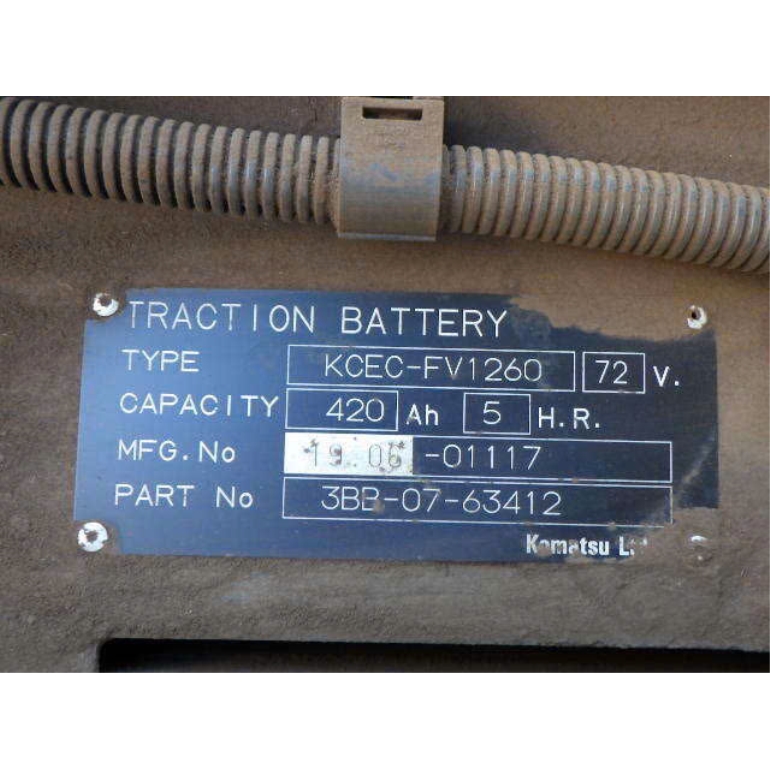 TRACTION BATTERY
TYPE KCEC-FV1260 72 V.
CAPACITY 420 Ah 5 H.R.
MFG.No 19.06 -01117
PART No 3BB-07-63412
Komatsu